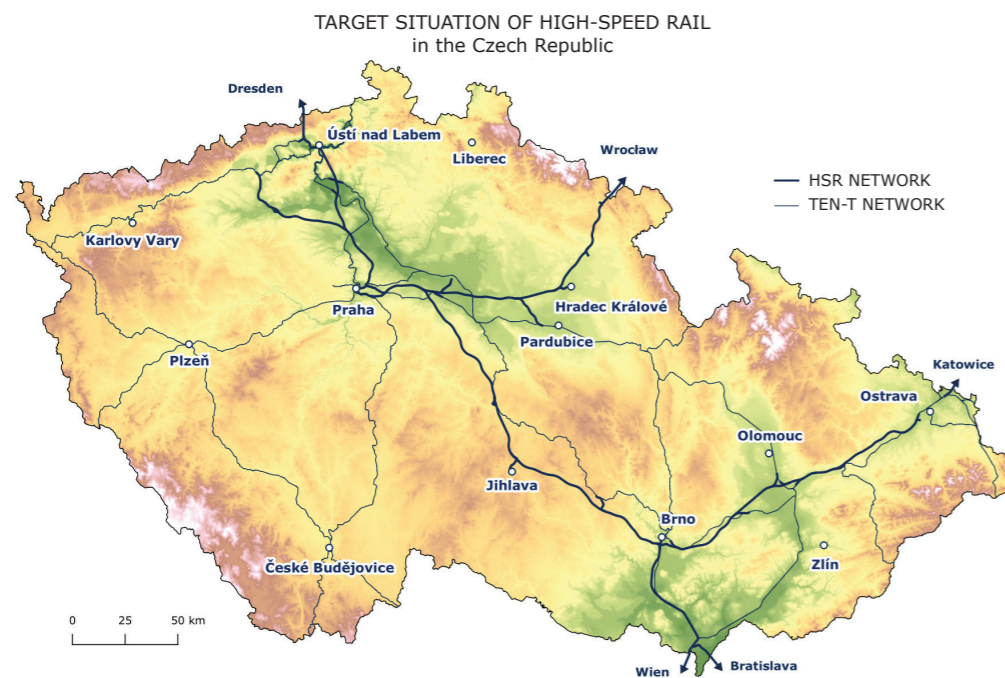 TARGET SITUATION OF HIGH-SPEED RAIL
in the Czech Republic
Dresden
Ústí nad Labem
Liberec
Wrocław
HSR NETWORK
TEN-T NETWORK
Karlovy Vary
Praha
Hradec Králové
Pardubice
Plzeň
Katowice
Ostrava
Olomouc
Jihlava
Brno
Zlín
České Budějovice
0 25 50 km
Wien
Bratislava